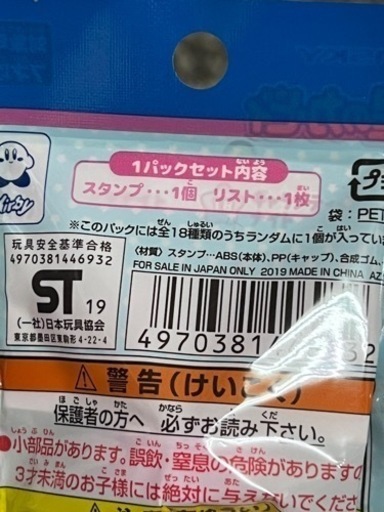 Kirby
1パックセット内容
スタンプ…1個 リスト…1枚
プラ
袋:PET
※このパックには全18種類のうちランダムに1個が入ってい
玩具安全基準合格
4970381446932
ST 19
(一社)日本玩具協会
東京都墨田区東駒形4-22-4
〈材質〉スタンプ…ABS(本体)、PP(キャップ)、合成ゴム、
FOR SALE IN JAPAN ONLY 2019 MADE IN CHINA AZ
警告(けいこく)
保護者の方へ 必ずお読み下さい。
●小部品があります。誤飲・窒息の危険があります
3才未満のお子様には絶対に与えないでくだ